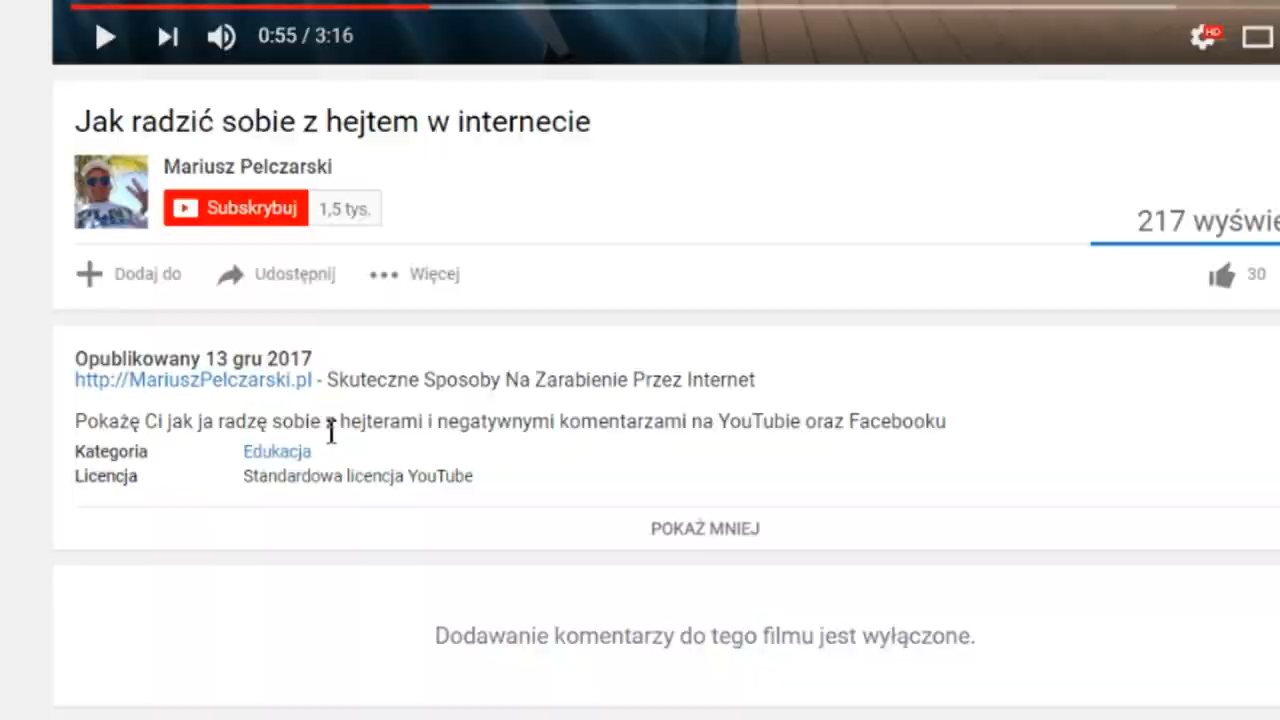 0:55 / 3:16
HD
Jak radzić sobie z hejtem w internecie
Mariusz Pelczarski
Subskrybuj 1,5 tys.
217 wyświe
Dodaj do Udostępnij Więcej
30
Opublikowany 13 gru 2017
http://MariuszPelczarski.pl - Skuteczne Sposoby Na Zarabienie Przez Internet
Pokażę Ci jak ja radzę sobie z hejterami i negatywnymi komentarzami na YouTubie oraz Facebooku
Kategoria Edukacja
Licencja Standardowa licencja YouTube
POKAŻ MNIEJ
Dodawanie komentarzy do tego filmu jest wyłączone.